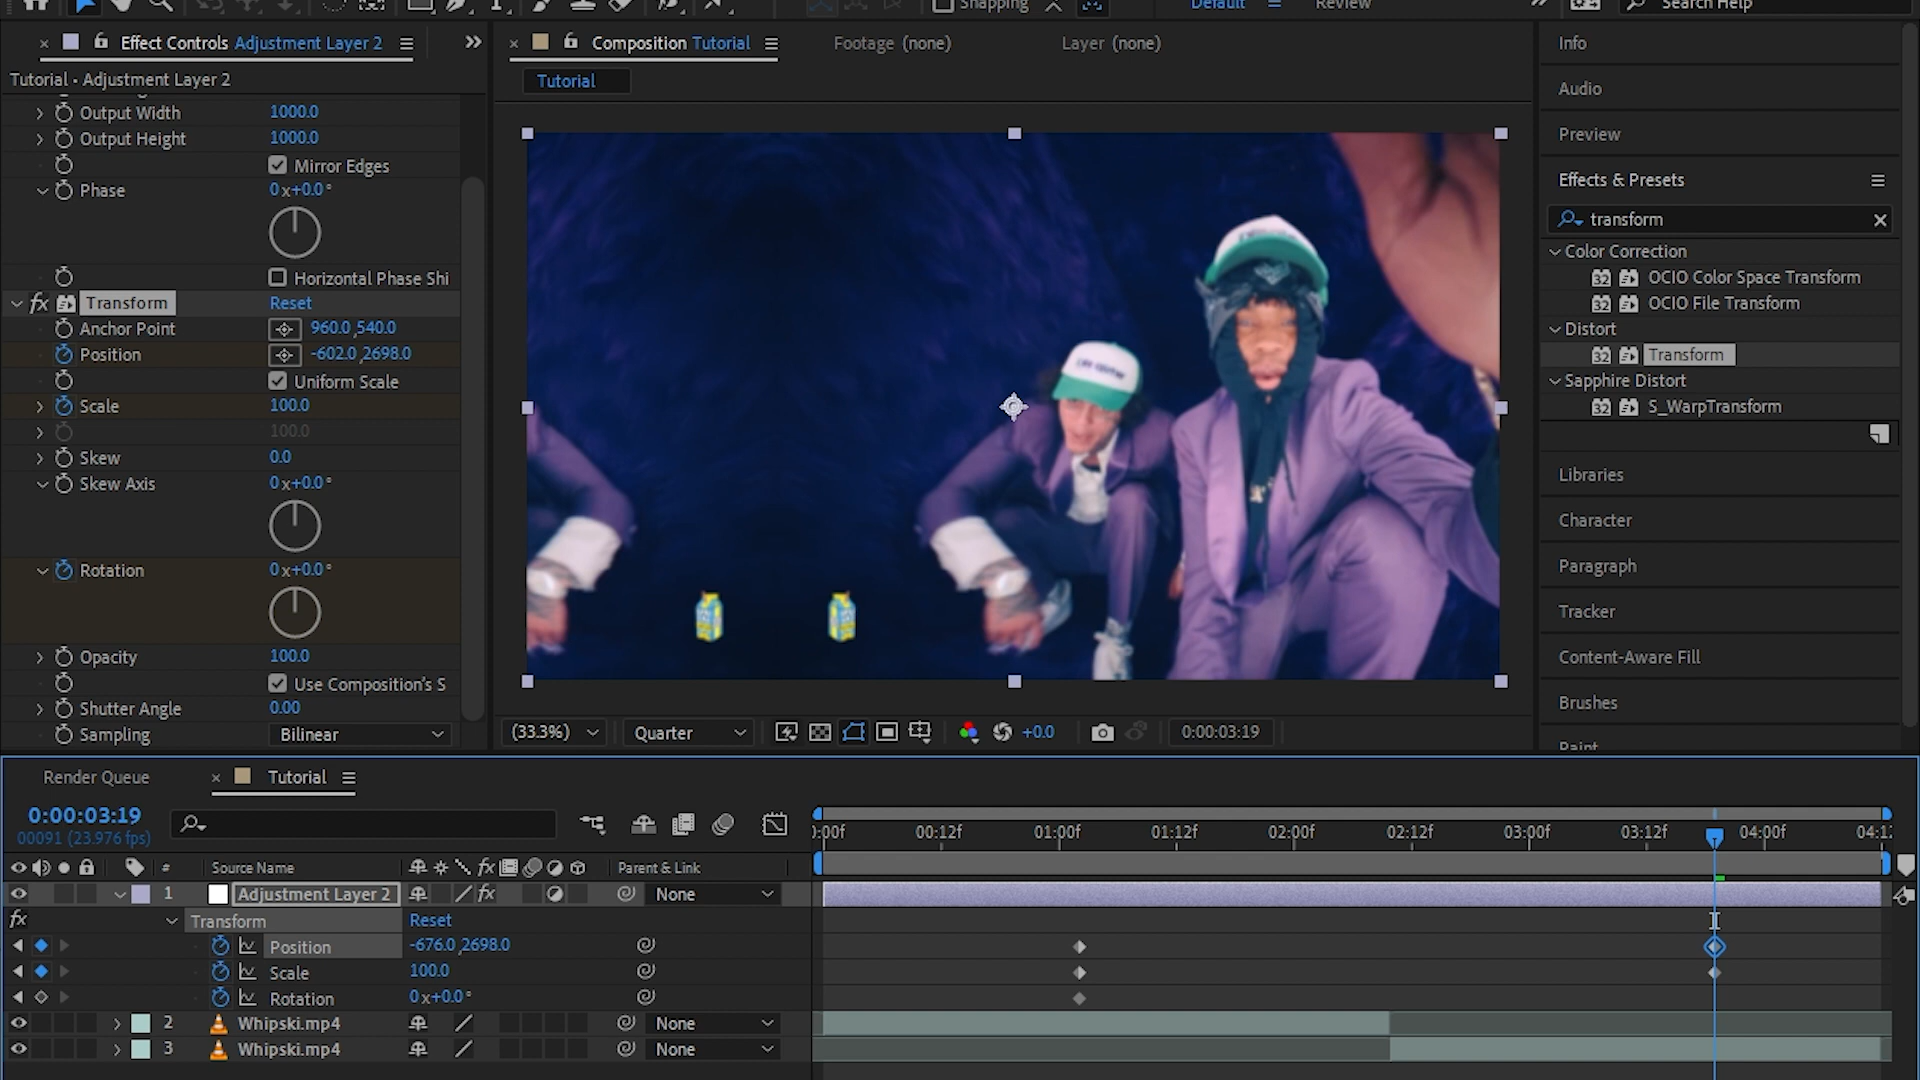 Snapping
Default
Review
Search Help
Effect Controls Adjustment Layer 2
Composition Tutorial
Footage (none)
Layer (none)
Info
Tutorial • Adjustment Layer 2
Tutorial
Audio
Output Width 1000.0
Output Height 1000.0
Preview
Mirror Edges
Phase 0x+0.0°
Effects & Presets
transform
Color Correction
Horizontal Phase Shi
OCIO Color Space Transform
fx Transform Reset
OCIO File Transform
Anchor Point 960.0,540.0
Distort
Position -602.0,2698.0
32 Transform
Uniform Scale
Sapphire Distort
Scale 100.0
32 S_WarpTransform
100.0
Skew 0.0
Skew Axis 0x+0.0°
Libraries
Character
Rotation 0x+0.0°
Paragraph
Tracker
Opacity 100.0
Content-Aware Fill
Use Composition's S
Shutter Angle 0.00
Brushes
Sampling Bilinear
(33.3%) Quarter +0.0 0:00:03:19
Paint
Render Queue
Tutorial
0:00:03:19
00091 (23.976 fps)
):00f 00:12f 01:00f 01:12f 02:00f 02:12f 03:00f 03:12f 04:00f 04:1
# Source Name fx Parent & Link
1 Adjustment Layer 2 fx None
fx Transform Reset
Position -676.0,2698.0
Scale 100.0
Rotation 0x+0.0°
2 Whipski.mp4 None
3 Whipski.mp4 None